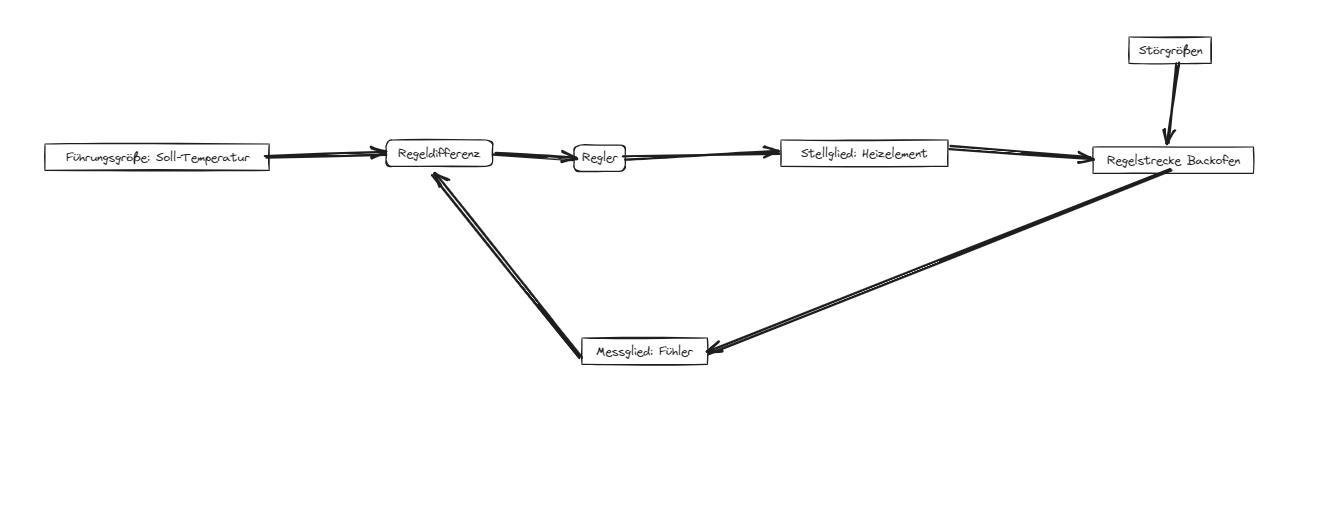 Störgrößen
Führungsgröße: Soll-Temperatur
Regeldifferenz
Regler
Stellglied: Heizelement
Regelstrecke Backofen
Messglied: Fühler